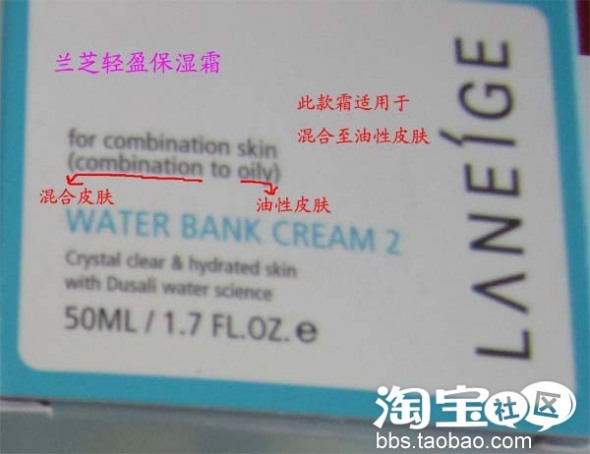 兰芝轻盈保湿霜
此款霜适用于
混合至油性皮肤
for combination skin
(combination to oily)
混合皮肤
油性皮肤
WATER BANK CREAM 2
Crystal clear & hydrated skin
with Dusali water science
50ML / 1.7 FL.OZ. e
LANEÍGE
淘宝社区
bbs.taobao.com